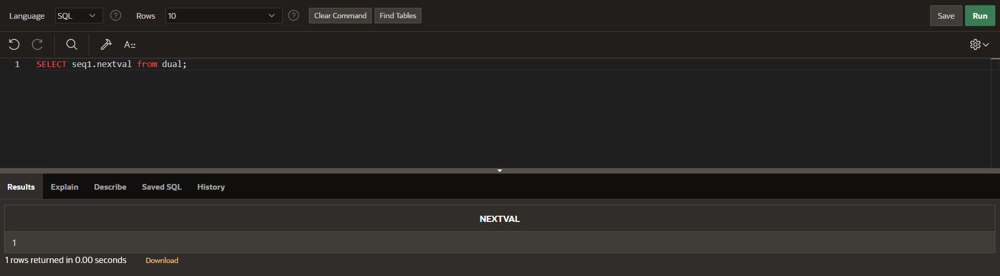 Language SQL ? Rows 10 ? Clear Command Find Tables Save Run
A::
1 SELECT seq1.nextval from dual;
Results Explain Describe Saved SQL History
NEXTVAL
1
1 rows returned in 0.00 seconds Download